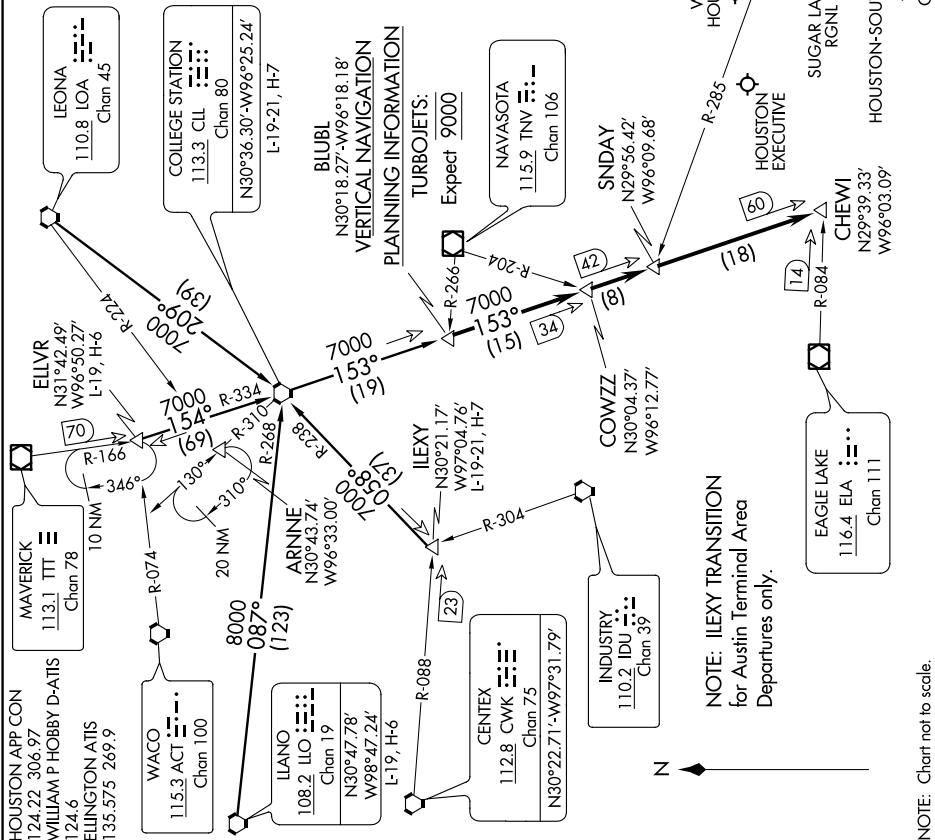 HOUSTON APP CON
124.22 306.97
WILLIAM P HOBBY D-ATIS
124.6
ELLINGTON ATIS
135.575 269.9
MAVERICK
113.1 TTT
Chan 78
10 NM
R-166
70
346°
ELLVR
N31°42.49'
W96°50.27'
L-19, H-6
LEONA
110.8 LOA
Chan 45
R-224
7000
209°
(39)
COLLEGE STATION
113.3 CLL
Chan 80
N30°36.30'-W96°25.24'
L-19-21, H-7
7000
154°
(69)
R-334
R-310
R-268
R-238
WACO
115.3 ACT
Chan 100
R-074
130°
310°
20 NM
ARNNE
N30°43.74'
W96°33.00'
8000
087°
(123)
LLANO
108.2 LLO
Chan 19
N30°47.78'
W98°47.24'
L-19, H-6
7000
058°
(37)
ILEXY
N30°21.17'
W97°04.76'
L-19-21, H-7
R-088
23
CENTEX
112.8 CWK
Chan 75
N30°22.71'-W97°31.79'
R-304
INDUSTRY
110.2 IDU
Chan 39
7000
153°
(19)
BLUBL
N30°18.27'-W96°18.18'
VERTICAL NAVIGATION
PLANNING INFORMATION
TURBOJETS:
Expect 9000
NAVASOTA
115.9 TNV
Chan 106
R-266
R-204
7000
153°
(15)
34
COWZZ
N30°04.37'
W96°12.77'
42
(8)
SNDAY
N29°56.42'
W96°09.68'
R-285
HOUSTON
EXECUTIVE
SUGAR LA
RGNL
HOUSTON-SOU
60
(18)
CHEWI
N29°39.33'
W96°03.09'
14
R-084
EAGLE LAKE
116.4 ELA
Chan 111
NOTE: ILEXY TRANSITION
for Austin Terminal Area
Departures only.
N
NOTE: Chart not to scale.